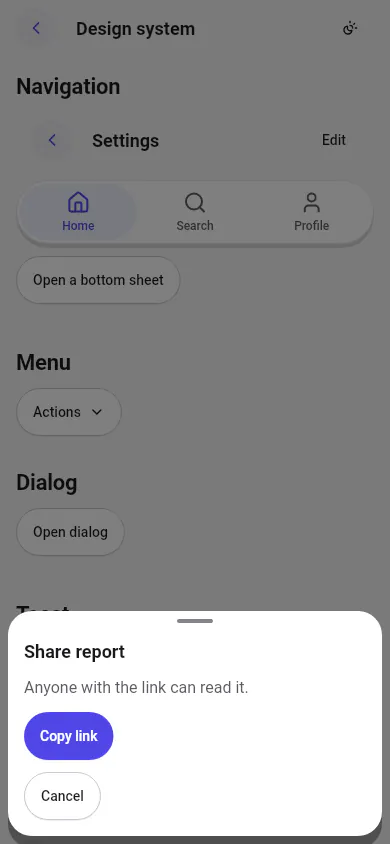 Design system
Navigation
Settings
Edit
Home
Search
Profile
Open a bottom sheet
Menu
Actions
Dialog
Open dialog
Share report
Anyone with the link can read it.
Copy link
Cancel